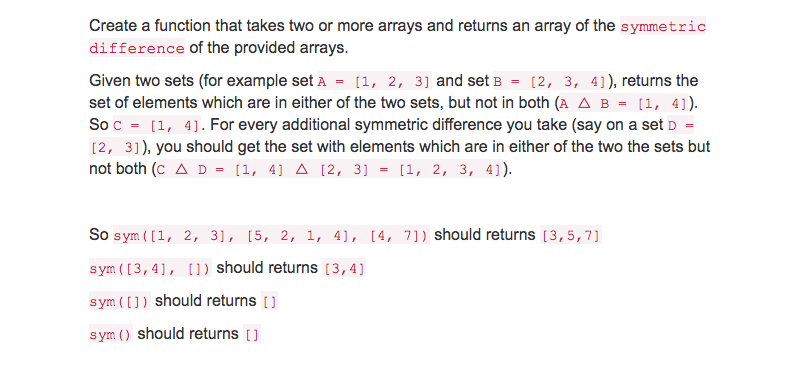 Create a function that takes two or more arrays and returns an array of the symmetric
difference of the provided arrays.
Given two sets (for example set A = [1, 2, 3] and set B = [2, 3, 4]), returns the
set of elements which are in either of the two sets, but not in both (A △ B = [1, 4]).
So C = [1, 4]. For every additional symmetric difference you take (say on a set D =
[2, 3]), you should get the set with elements which are in either of the two the sets but
not both (C △ D = [1, 4] △ [2, 3] = [1, 2, 3, 4]).
So sym([1, 2, 3], [5, 2, 1, 4], [4, 7]) should returns [3,5,7]
sym([3,4], []) should returns [3,4]
sym([]) should returns []
sym() should returns []